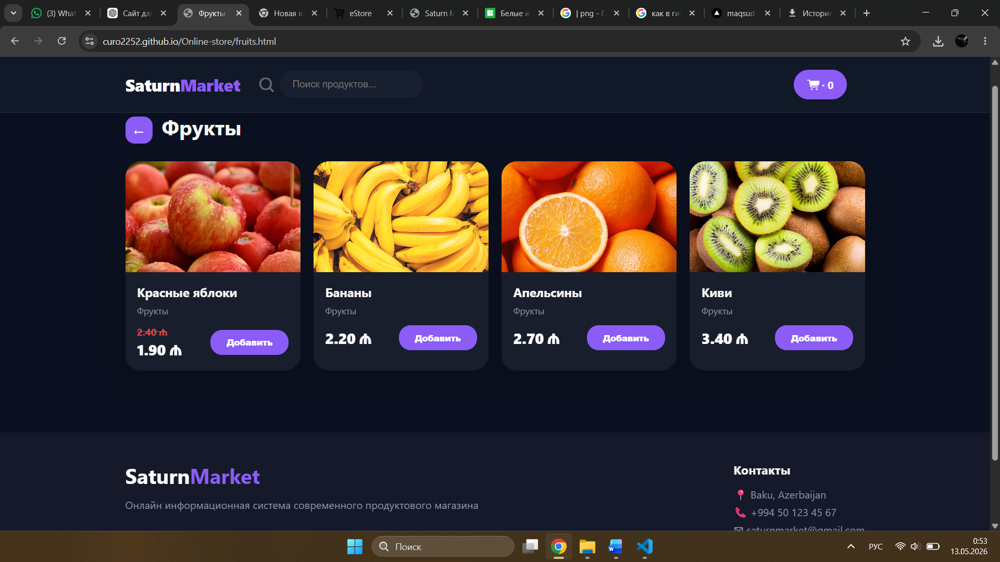 (3) What
Сайт для
Фрукты
Новая в
eStore
Saturn M
Белые и
| png - П
как в гит
maqsud
История
curo2252.github.io/Online-store/fruits.html
SaturnMarket
Поиск продуктов...
· 0
← Фрукты
Красные яблоки
Фрукты
2.40 ₼
1.90 ₼
Добавить
Бананы
Фрукты
2.20 ₼
Добавить
Апельсины
Фрукты
2.70 ₼
Добавить
Киви
Фрукты
3.40 ₼
Добавить
SaturnMarket
Онлайн информационная система современного продуктового магазина
Контакты
📍 Baku, Azerbaijan
📞 +994 50 123 45 67
✉ saturnmarket@gmail.com
Поиск
РУС
0:53
13.05.2026